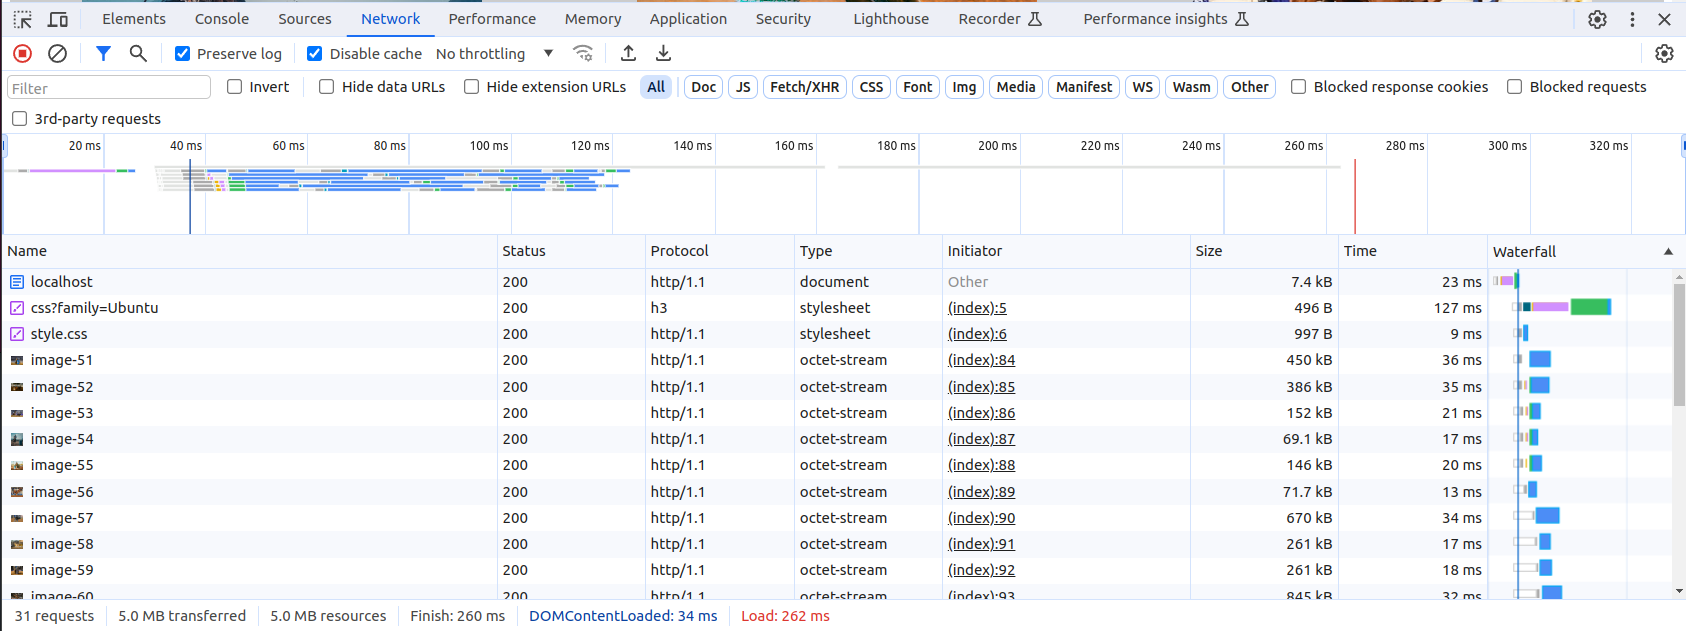 Elements Console Sources Network Performance Memory Application Security Lighthouse Recorder Performance insights
Preserve log Disable cache No throttling
Filter Invert Hide data URLs Hide extension URLs All Doc JS Fetch/XHR CSS Font Img Media Manifest WS Wasm Other Blocked response cookies Blocked requests
3rd-party requests
20 ms 40 ms 60 ms 80 ms 100 ms 120 ms 140 ms 160 ms 180 ms 200 ms 220 ms 240 ms 260 ms 280 ms 300 ms 320 ms
Name Status Protocol Type Initiator Size Time Waterfall
localhost 200 http/1.1 document Other 7.4 kB 23 ms
css?family=Ubuntu 200 h3 stylesheet (index):5 496 B 127 ms
style.css 200 http/1.1 stylesheet (index):6 997 B 9 ms
image-51 200 http/1.1 octet-stream (index):84 450 kB 36 ms
image-52 200 http/1.1 octet-stream (index):85 386 kB 35 ms
image-53 200 http/1.1 octet-stream (index):86 152 kB 21 ms
image-54 200 http/1.1 octet-stream (index):87 69.1 kB 17 ms
image-55 200 http/1.1 octet-stream (index):88 146 kB 20 ms
image-56 200 http/1.1 octet-stream (index):89 71.7 kB 13 ms
image-57 200 http/1.1 octet-stream (index):90 670 kB 34 ms
image-58 200 http/1.1 octet-stream (index):91 261 kB 17 ms
image-59 200 http/1.1 octet-stream (index):92 261 kB 18 ms
image-60 200 http/1.1 octet-stream (index):93 845 kB 32 ms
31 requests 5.0 MB transferred 5.0 MB resources Finish: 260 ms DOMContentLoaded: 34 ms Load: 262 ms